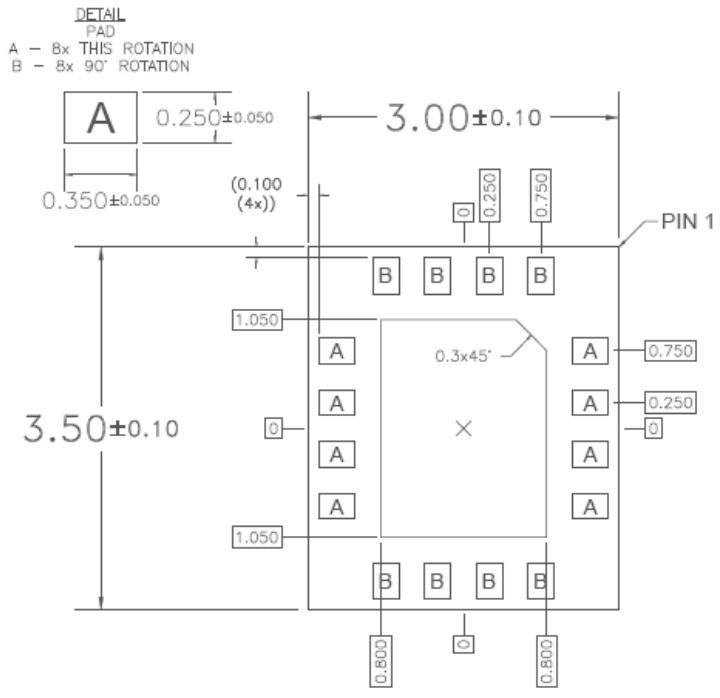 DETAIL
PAD
A – 8x THIS ROTATION
B – 8x 90° ROTATION
A
0.250±0.050
0.350±0.050
3.00±0.10
(0.100
(4x))
0
0.250
0.750
PIN 1
B B B B
1.050
0.3x45°
A A 0.750
A A 0.250
3.50±0.10
0 0
A A
A A
1.050
B B B B
0.800
0
0.800